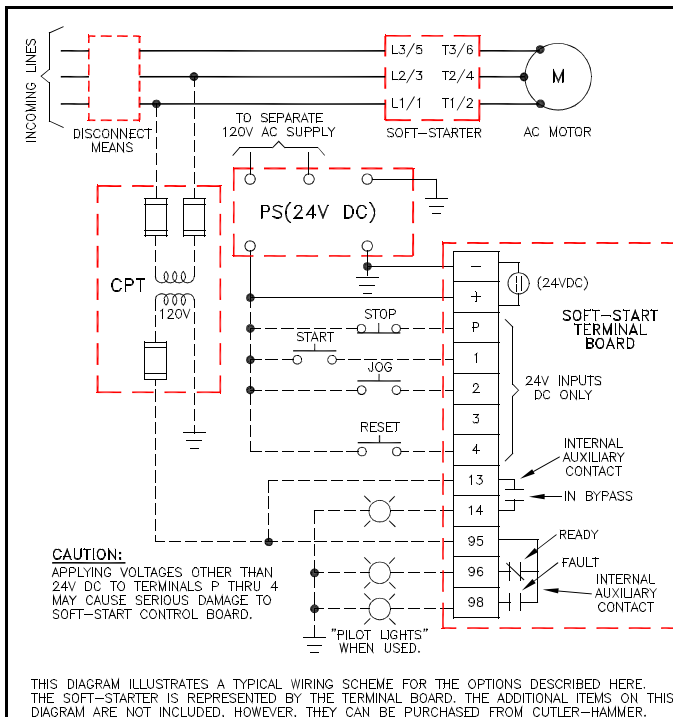 INCOMING LINES
DISCONNECT
MEANS
L3/5 T3/6
L2/3 T2/4
L1/1 T1/2
SOFT-STARTER
M
AC MOTOR
TO SEPARATE
120V AC SUPPLY
PS(24V DC)
CPT
120V
-
+
(24VDC)
SOFT-START
TERMINAL
BOARD
STOP
P
START
1
JOG
2
24V INPUTS
DC ONLY
3
RESET
4
INTERNAL
AUXILIARY
CONTACT
13
IN BYPASS
14
95
READY
96
FAULT
98
INTERNAL
AUXILIARY
CONTACT
"PILOT LIGHTS"
WHEN USED.
CAUTION:
APPLYING VOLTAGES OTHER THAN
24V DC TO TERMINALS P THRU 4
MAY CAUSE SERIOUS DAMAGE TO
SOFT-START CONTROL BOARD.
THIS DIAGRAM ILLUSTRATES A TYPICAL WIRING SCHEME FOR THE OPTIONS DESCRIBED HERE.
THE SOFT-STARTER IS REPRESENTED BY THE TERMINAL BOARD. THE ADDITIONAL ITEMS ON THIS
DIAGRAM ARE NOT INCLUDED. HOWEVER, THEY CAN BE PURCHASED FROM CUTLER-HAMMER.